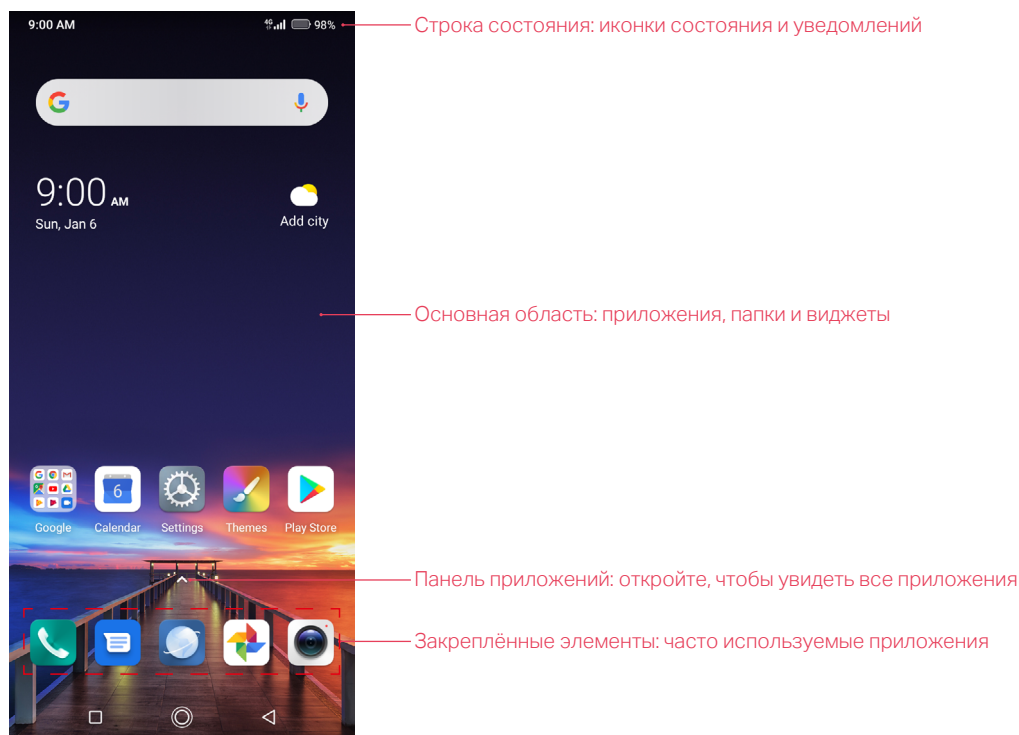 9:00 AM 4G 98%
Строка состояния: иконки состояния и уведомлений
9:00 AM
Sun, Jan 6
Add city
Основная область: приложения, папки и виджеты
6
Google Calendar Settings Themes Play Store
Панель приложений: откройте, чтобы увидеть все приложения
Закреплённые элементы: часто используемые приложения